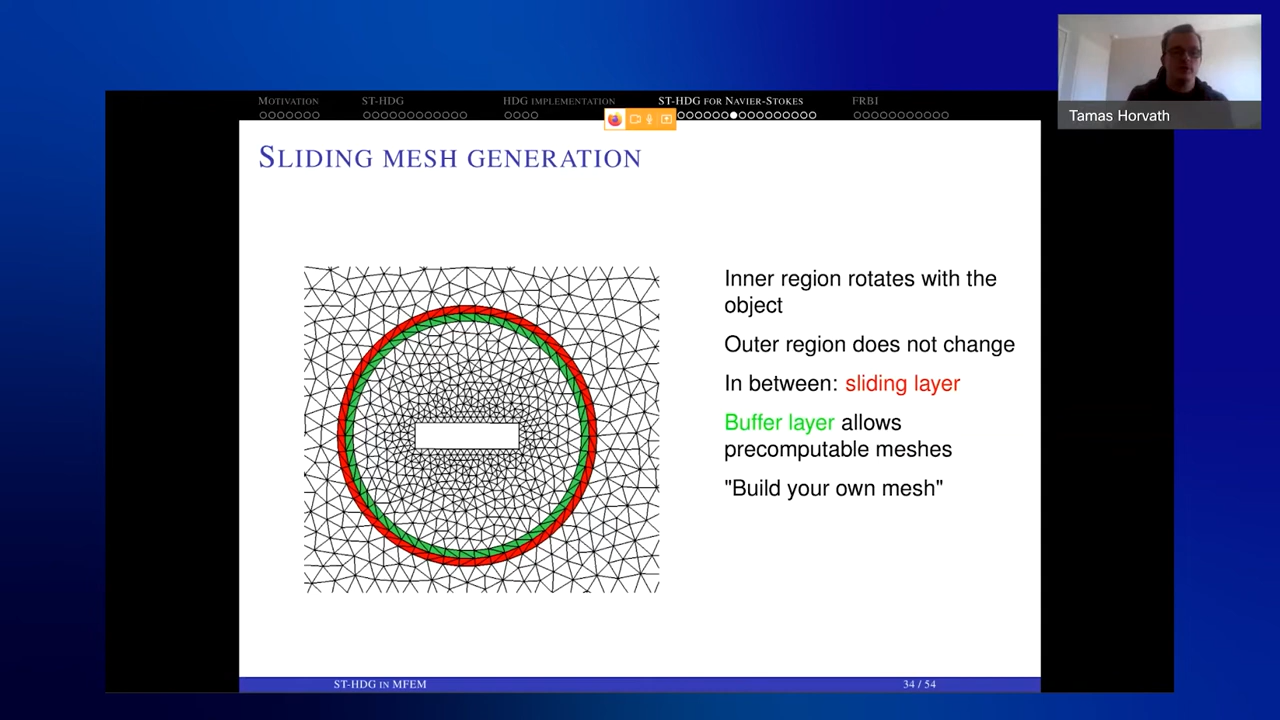 Tamas Horvath
MOTIVATION ST-HDG HDG IMPLEMENTATION ST-HDG FOR NAVIER-STOKES FRBI
SLIDING MESH GENERATION
Inner region rotates with the
object
Outer region does not change
In between: sliding layer
Buffer layer allows
precomputable meshes
"Build your own mesh"
ST-HDG IN MFEM 34 / 54